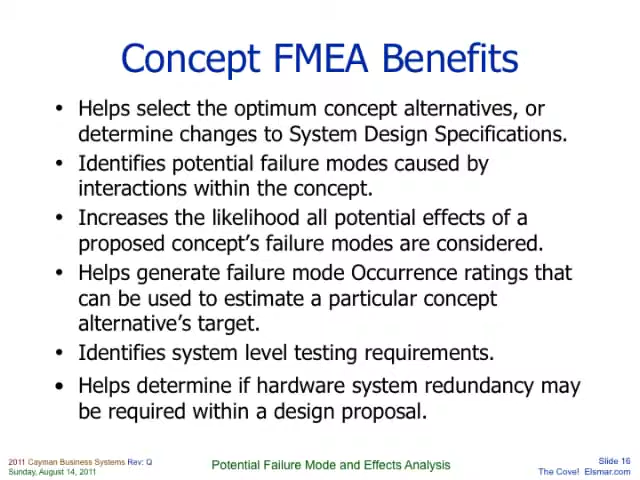 Concept FMEA Benefits
• Helps select the optimum concept alternatives, or
determine changes to System Design Specifications.
• Identifies potential failure modes caused by
interactions within the concept.
• Increases the likelihood all potential effects of a
proposed concept’s failure modes are considered.
• Helps generate failure mode Occurrence ratings that
can be used to estimate a particular concept
alternative’s target.
• Identifies system level testing requirements.
• Helps determine if hardware system redundancy may
be required within a design proposal.
2011 Cayman Business Systems Rev: Q
Sunday, August 14, 2011
Potential Failure Mode and Effects Analysis
Slide 16
The Cove! Elsmar.com